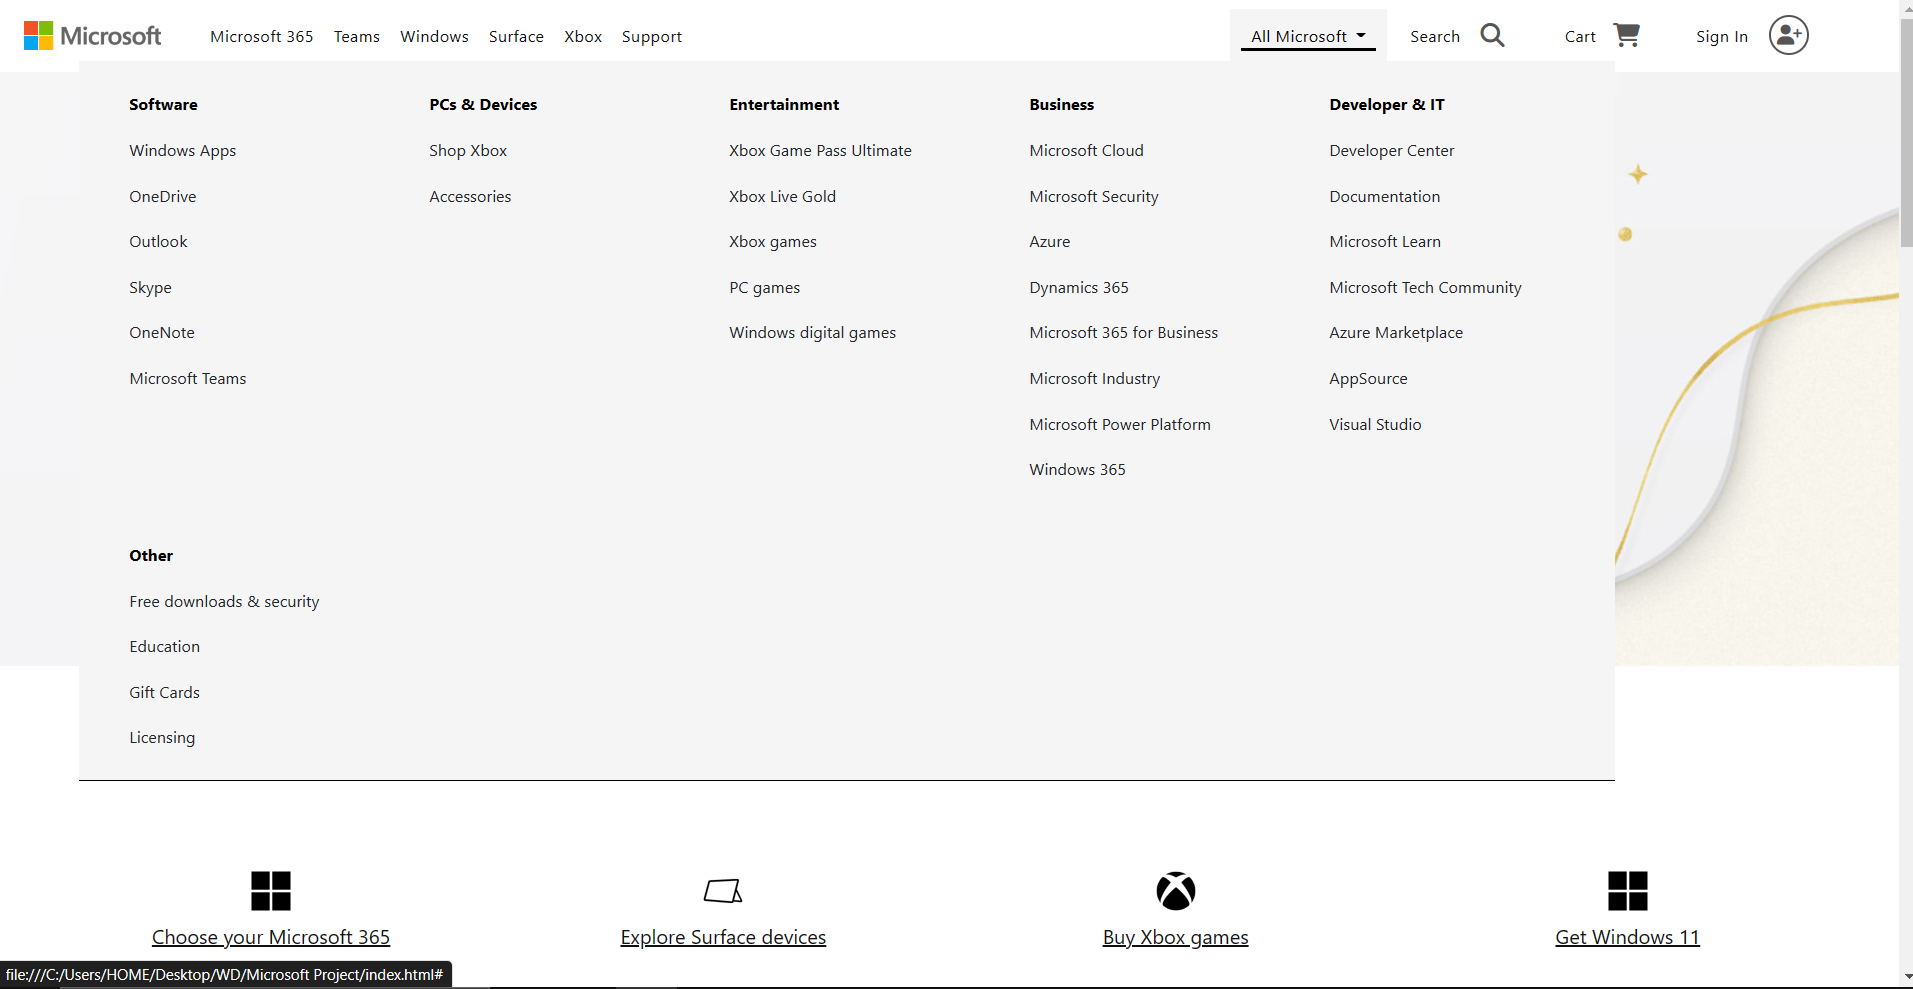 Microsoft
Microsoft 365 Teams Windows Surface Xbox Support
All Microsoft Search Cart Sign In
Software
Windows Apps
OneDrive
Outlook
Skype
OneNote
Microsoft Teams
PCs & Devices
Shop Xbox
Accessories
Entertainment
Xbox Game Pass Ultimate
Xbox Live Gold
Xbox games
PC games
Windows digital games
Business
Microsoft Cloud
Microsoft Security
Azure
Dynamics 365
Microsoft 365 for Business
Microsoft Industry
Microsoft Power Platform
Windows 365
Developer & IT
Developer Center
Documentation
Microsoft Learn
Microsoft Tech Community
Azure Marketplace
AppSource
Visual Studio
Other
Free downloads & security
Education
Gift Cards
Licensing
Choose your Microsoft 365
Explore Surface devices
Buy Xbox games
Get Windows 11
file:///C:/Users/HOME/Desktop/WD/Microsoft Project/index.html#